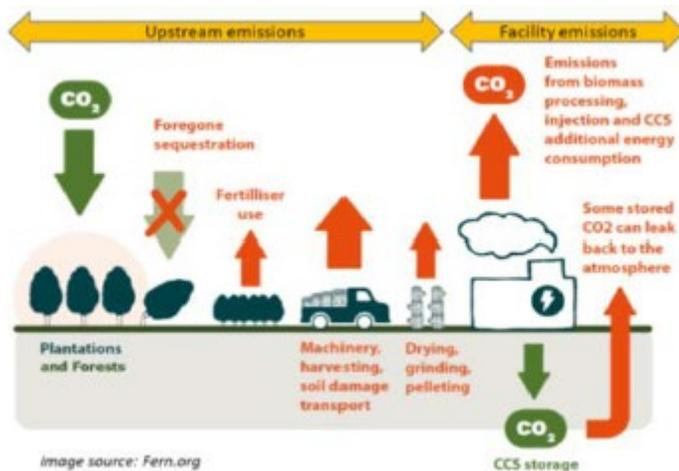 Upstream emissions
Facility emissions
CO2
Foregone
sequestration
Fertilliser
use
CO2
Emissions
from biomass
processing,
injection and CCS
additional energy
consumption
Some stored
CO2 can leak
back to the
atmosphere
Plantations
and Forests
Machinery,
harvesting,
soil damage
transport
Drying,
grinding,
pelleting
CO2
CCS storage
image source: Fern.org